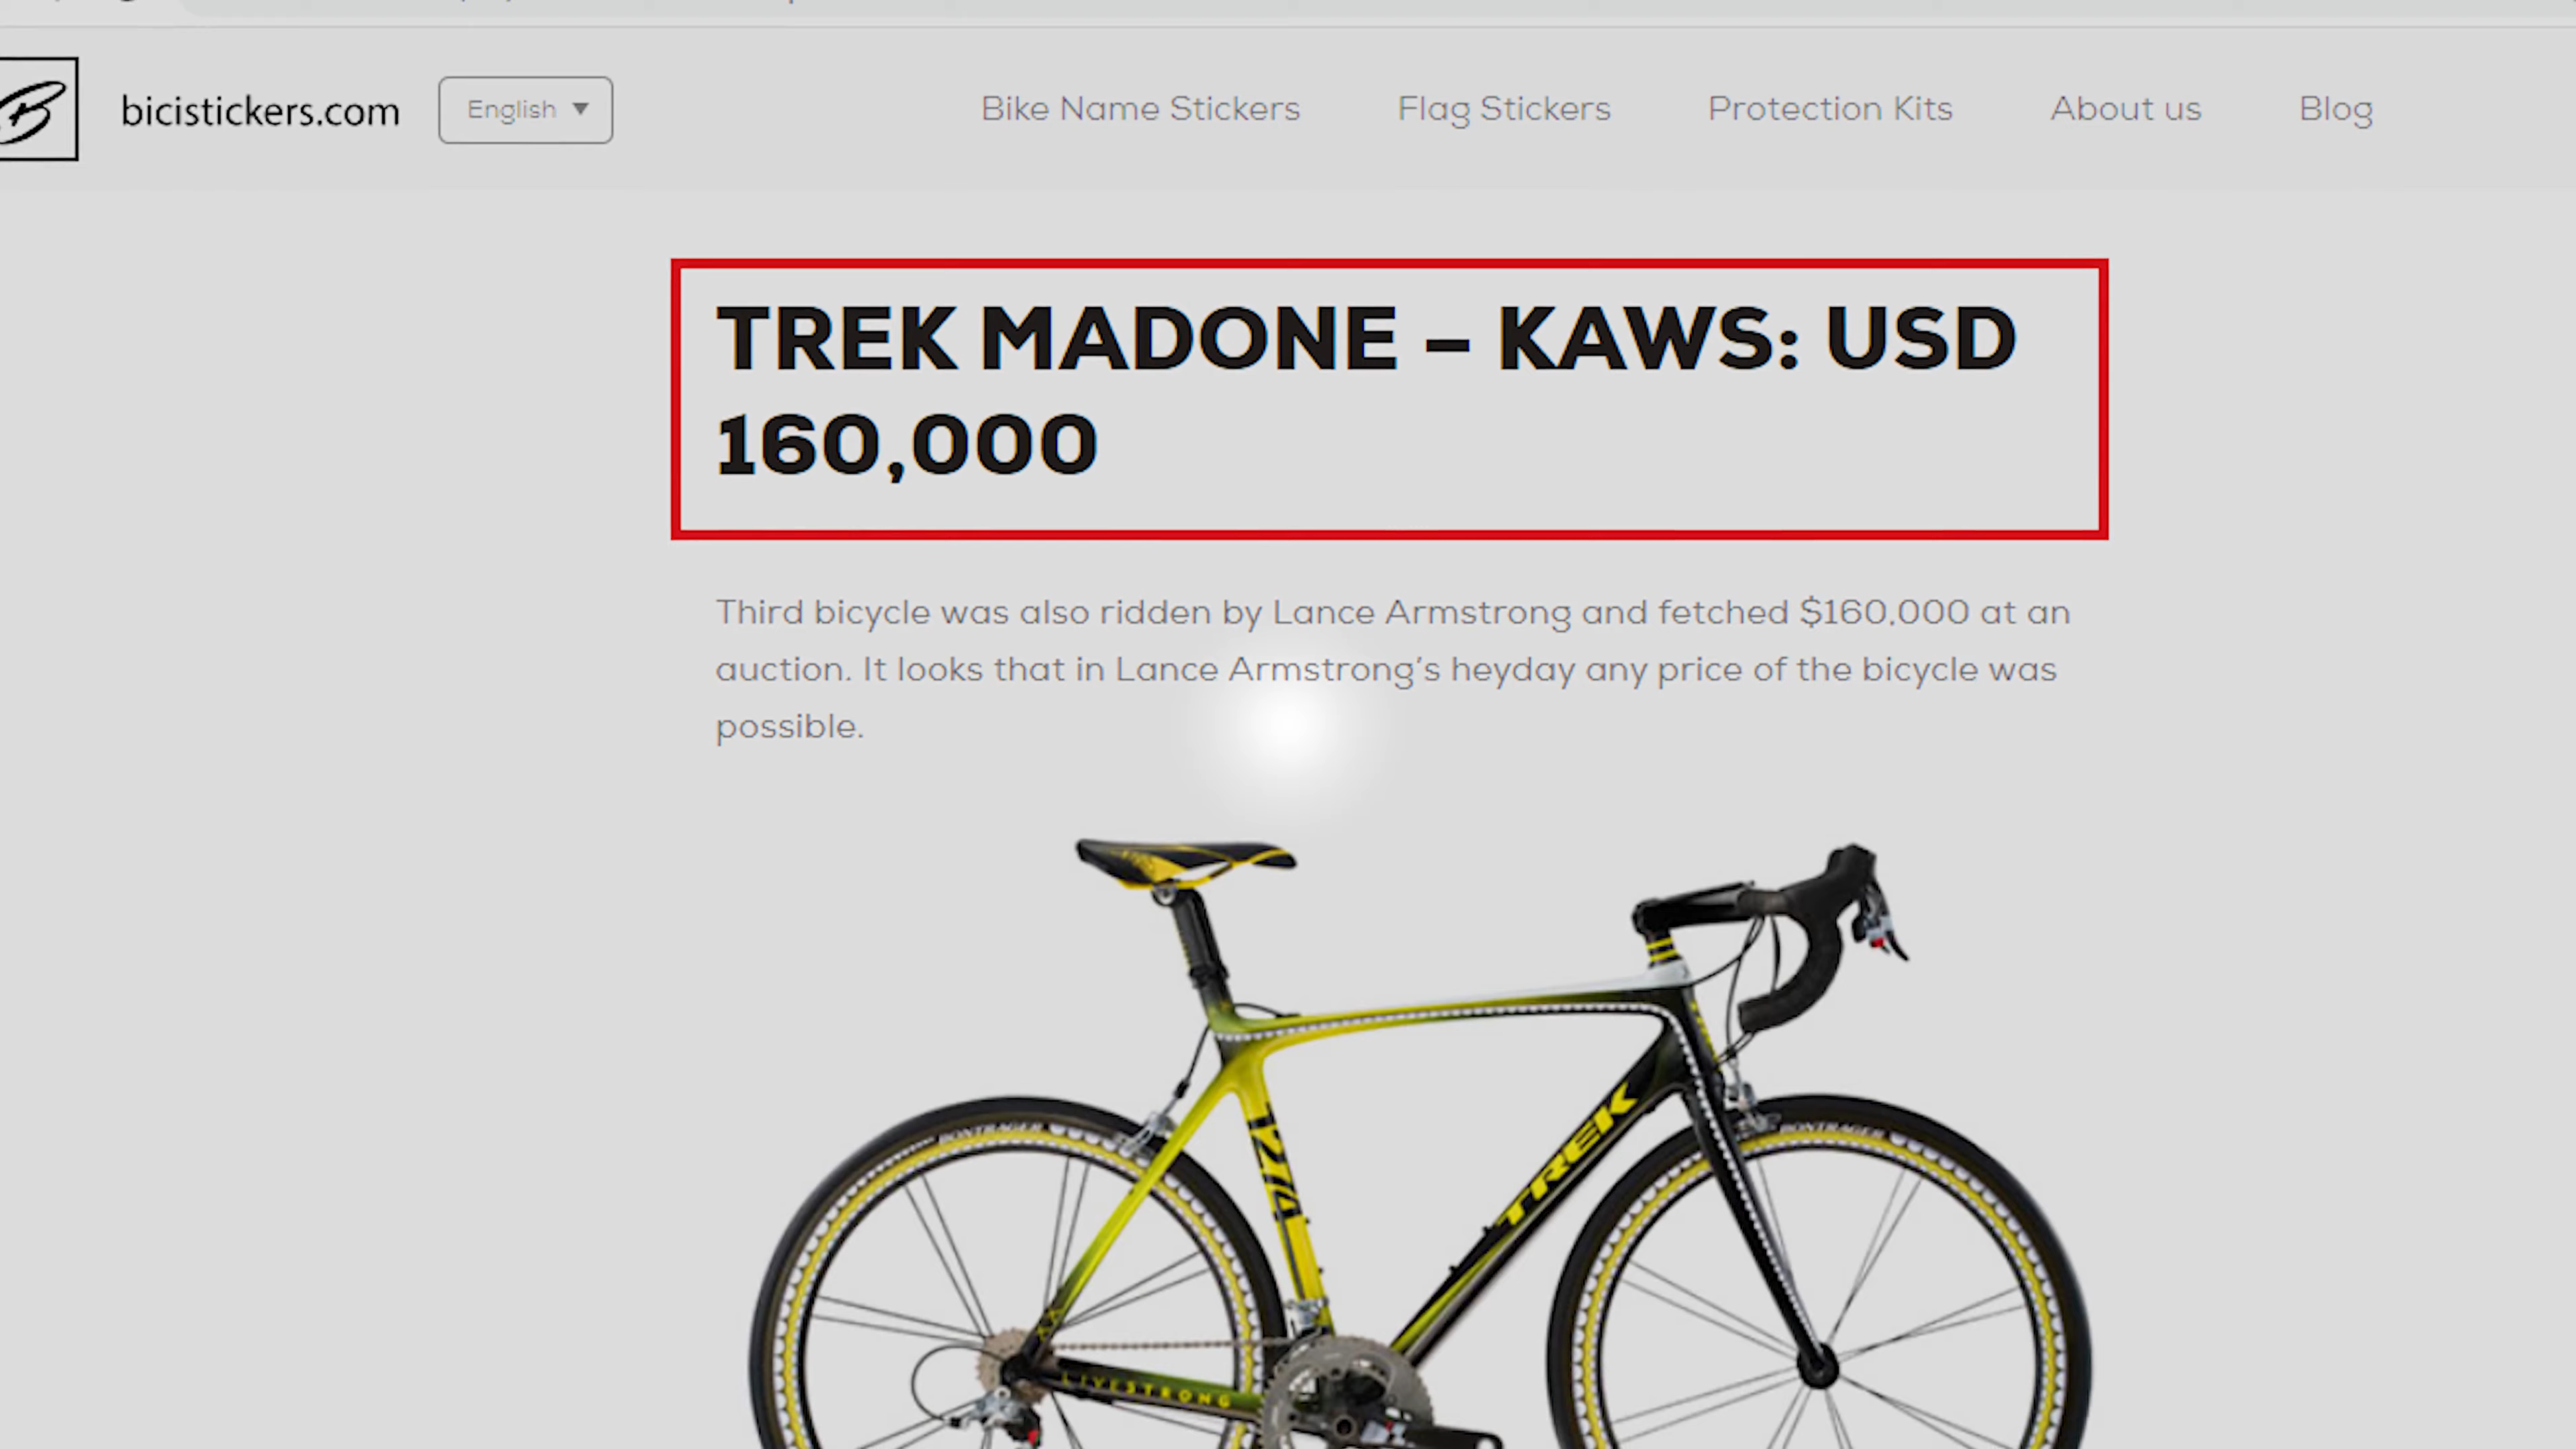 B
bicistickers.com
English
Bike Name Stickers
Flag Stickers
Protection Kits
About us
Blog
TREK MADONE – KAWS: USD
160,000
Third bicycle was also ridden by Lance Armstrong and fetched $160,000 at an
auction. It looks that in Lance Armstrong's heyday any price of the bicycle was
possible.
BONTRAGER
BONTRAGER
TREK
LIVESTRONG